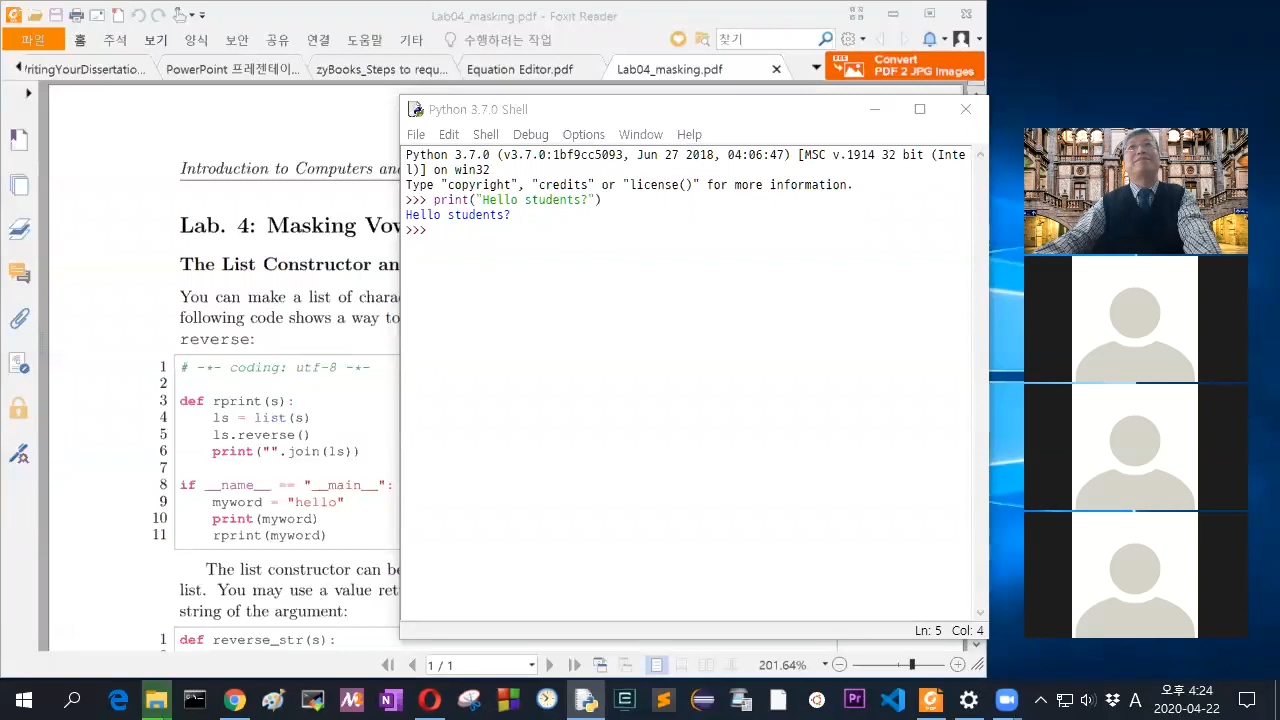 Lab04_masking.pdf - Foxit Reader
파일 홈 주석 보기 양식 보안 공유 연결 도움말 기타 수행하려는 작업 찾기
ritingYourDissertatio... PowerPoint 프레젠테이... zyBooks_Steps to requ... Equation Editor.pdf Lab04_masking.pdf
Convert
PDF 2 JPG Images
Introduction to Computers an
Lab. 4: Masking Vow
The List Constructor an
You can make a list of chara
following code shows a way to
reverse:
1 # -*- coding: utf-8 -*-
2
3 def rprint(s):
4 ls = list(s)
5 ls.reverse()
6 print("".join(ls))
7
8 if __name__ == "__main__":
9 myword = "hello"
10 print(myword)
11 rprint(myword)
The list constructor can be
list. You may use a value ret
string of the argument:
1 def reverse_str(s):
1 / 1
201.64%
Python 3.7.0 Shell
File Edit Shell Debug Options Window Help
Python 3.7.0 (v3.7.0:1bf9cc5093, Jun 27 2018, 04:06:47) [MSC v.1914 32 bit (Inte
l)] on win32
Type "copyright", "credits" or "license()" for more information.
>>> print("Hello students?")
Hello students?
>>>
Ln: 5 Col: 4
A
오후 4:24
2020-04-22